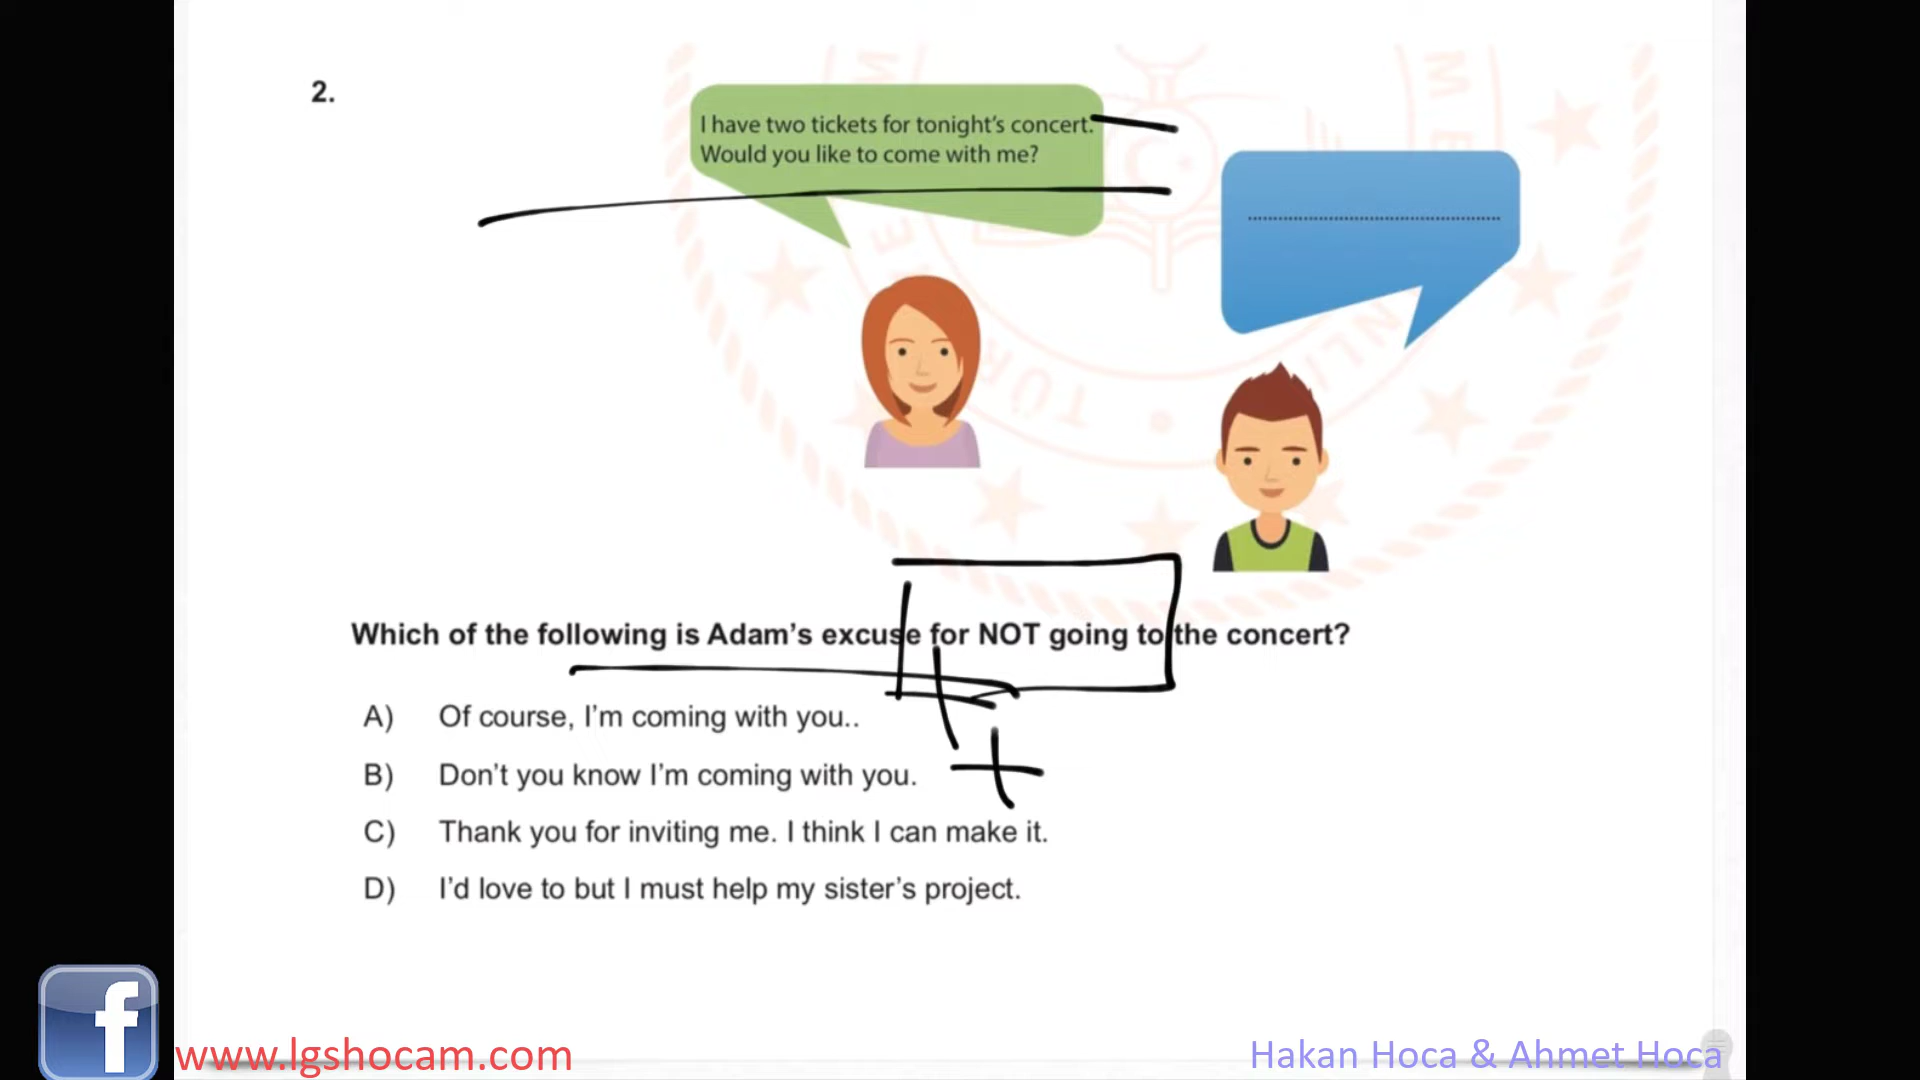 2.
I have two tickets for tonight's concert.
Would you like to come with me?
........................................................
Which of the following is Adam's excuse for NOT going to the concert?
A) Of course, I'm coming with you..
B) Don't you know I'm coming with you.
C) Thank you for inviting me. I think I can make it.
D) I'd love to but I must help my sister's project.
f
www.lgshocam.com
Hakan Hoca & Ahmet Hoca